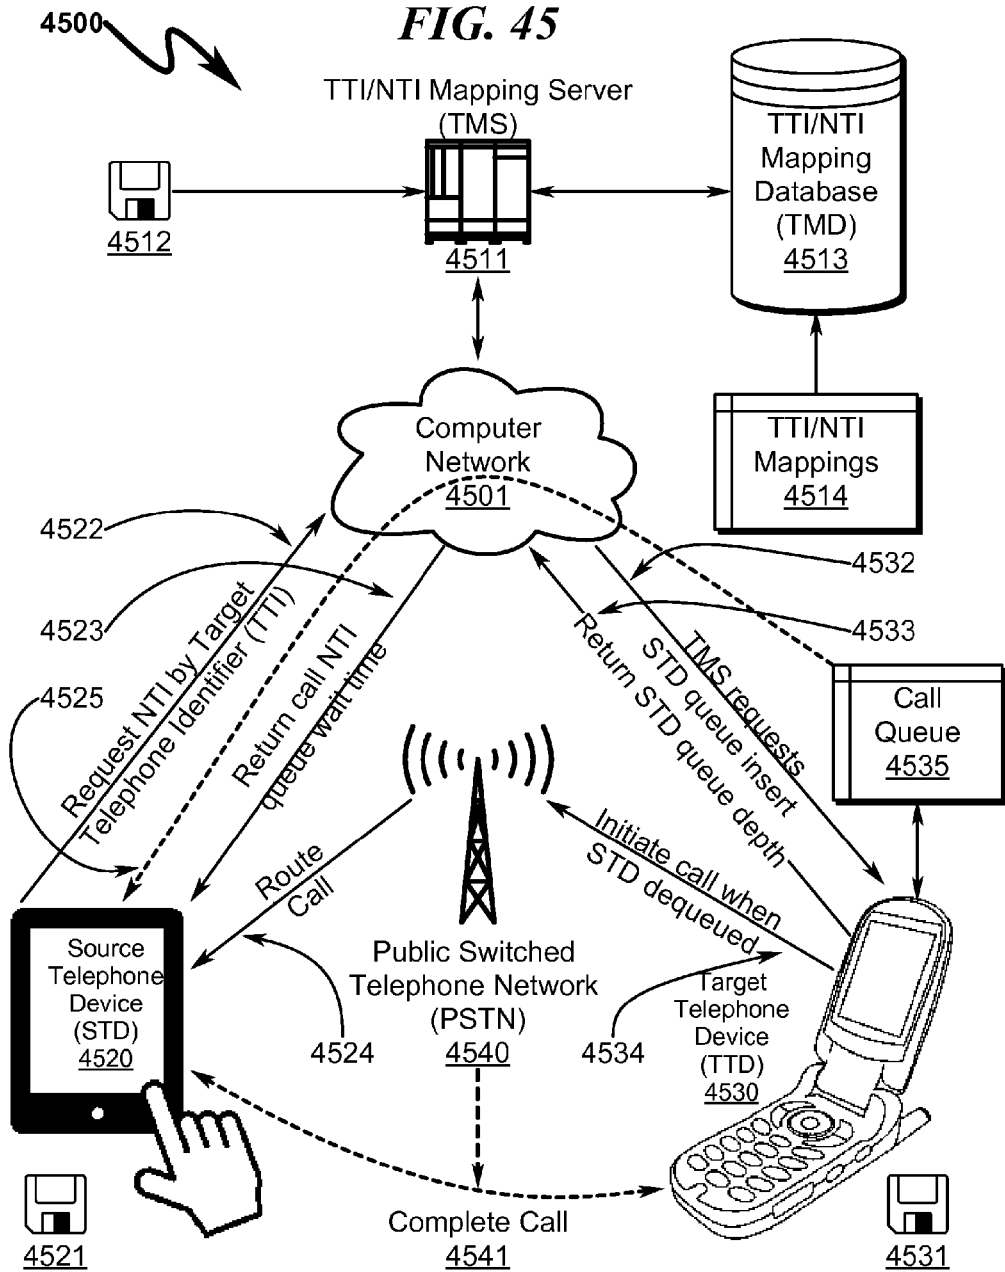 FIG. 45
4500
TTI/NTI Mapping Server
(TMS)
4511
4512
TTI/NTI
Mapping
Database
(TMD)
4513
TTI/NTI
Mappings
4514
Computer
Network
4501
4522
4523
4525
4532
4533
Request NTI by Target
Telephone Identifier (TTI)
Return call NTI
queue wait time
TMS requests
STD queue insert
Return STD queue depth
Call
Queue
4535
Route
Call
Initiate call when
STD dequeued
Source
Telephone
Device
(STD)
4520
Public Switched
Telephone Network
(PSTN)
4540
4524
4534
Target
Telephone
Device
(TTD)
4530
Complete Call
4541
4521
4531